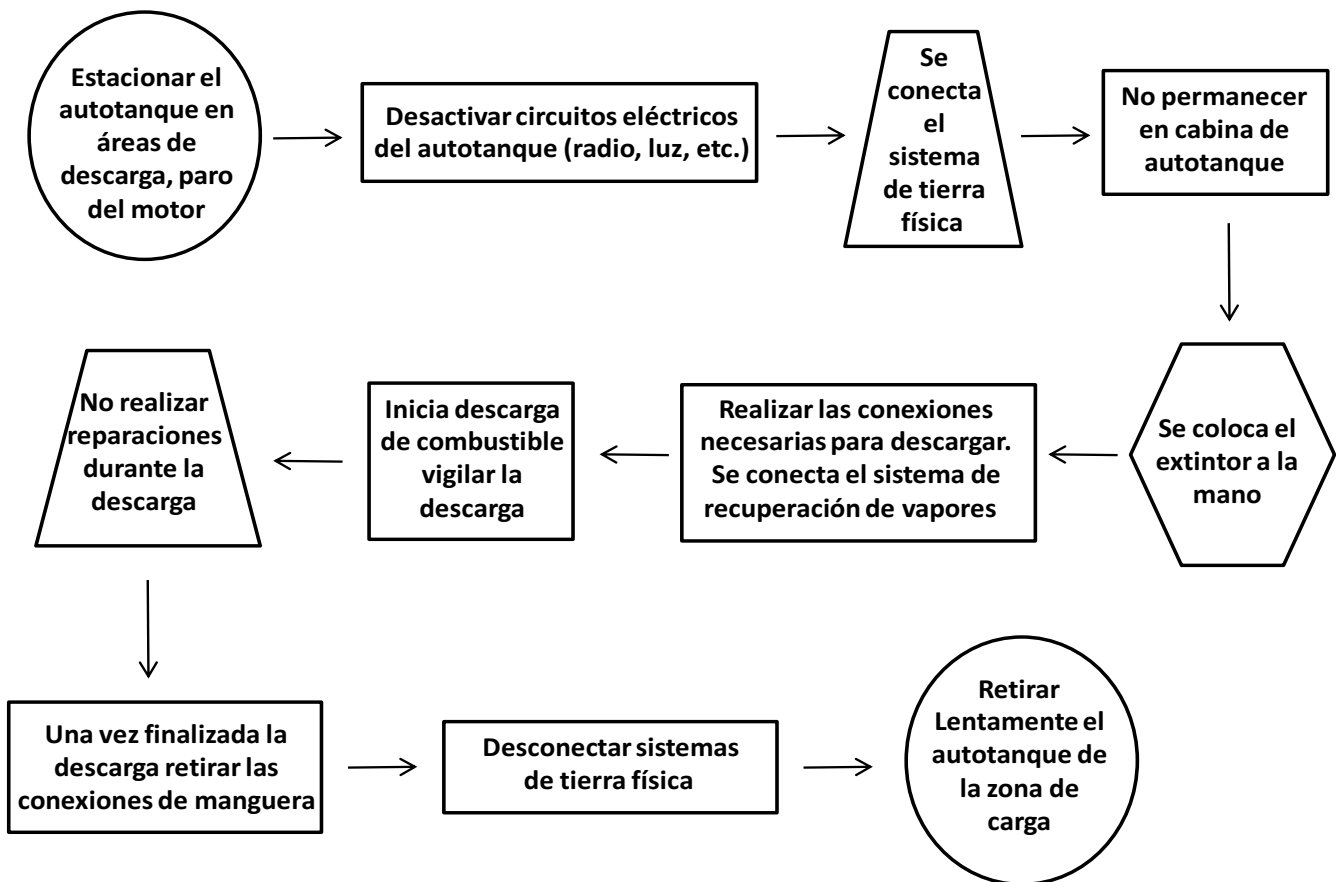 Estacionar el
autotanque en
áreas de
descarga, paro
del motor
Desactivar circuitos eléctricos
del autotanque (radio, luz, etc.)
Se
conecta
el
sistema
de tierra
física
No permanecer
en cabina de
autotanque
Se coloca el
extintor a la
mano
Realizar las conexiones
necesarias para descargar.
Se conecta el sistema de
recuperación de vapores
Inicia descarga
de combustible
vigilar la
descarga
No realizar
reparaciones
durante la
descarga
Una vez finalizada la
descarga retirar las
conexiones de manguera
Desconectar sistemas
de tierra física
Retirar
Lentamente el
autotanque de
la zona de
carga